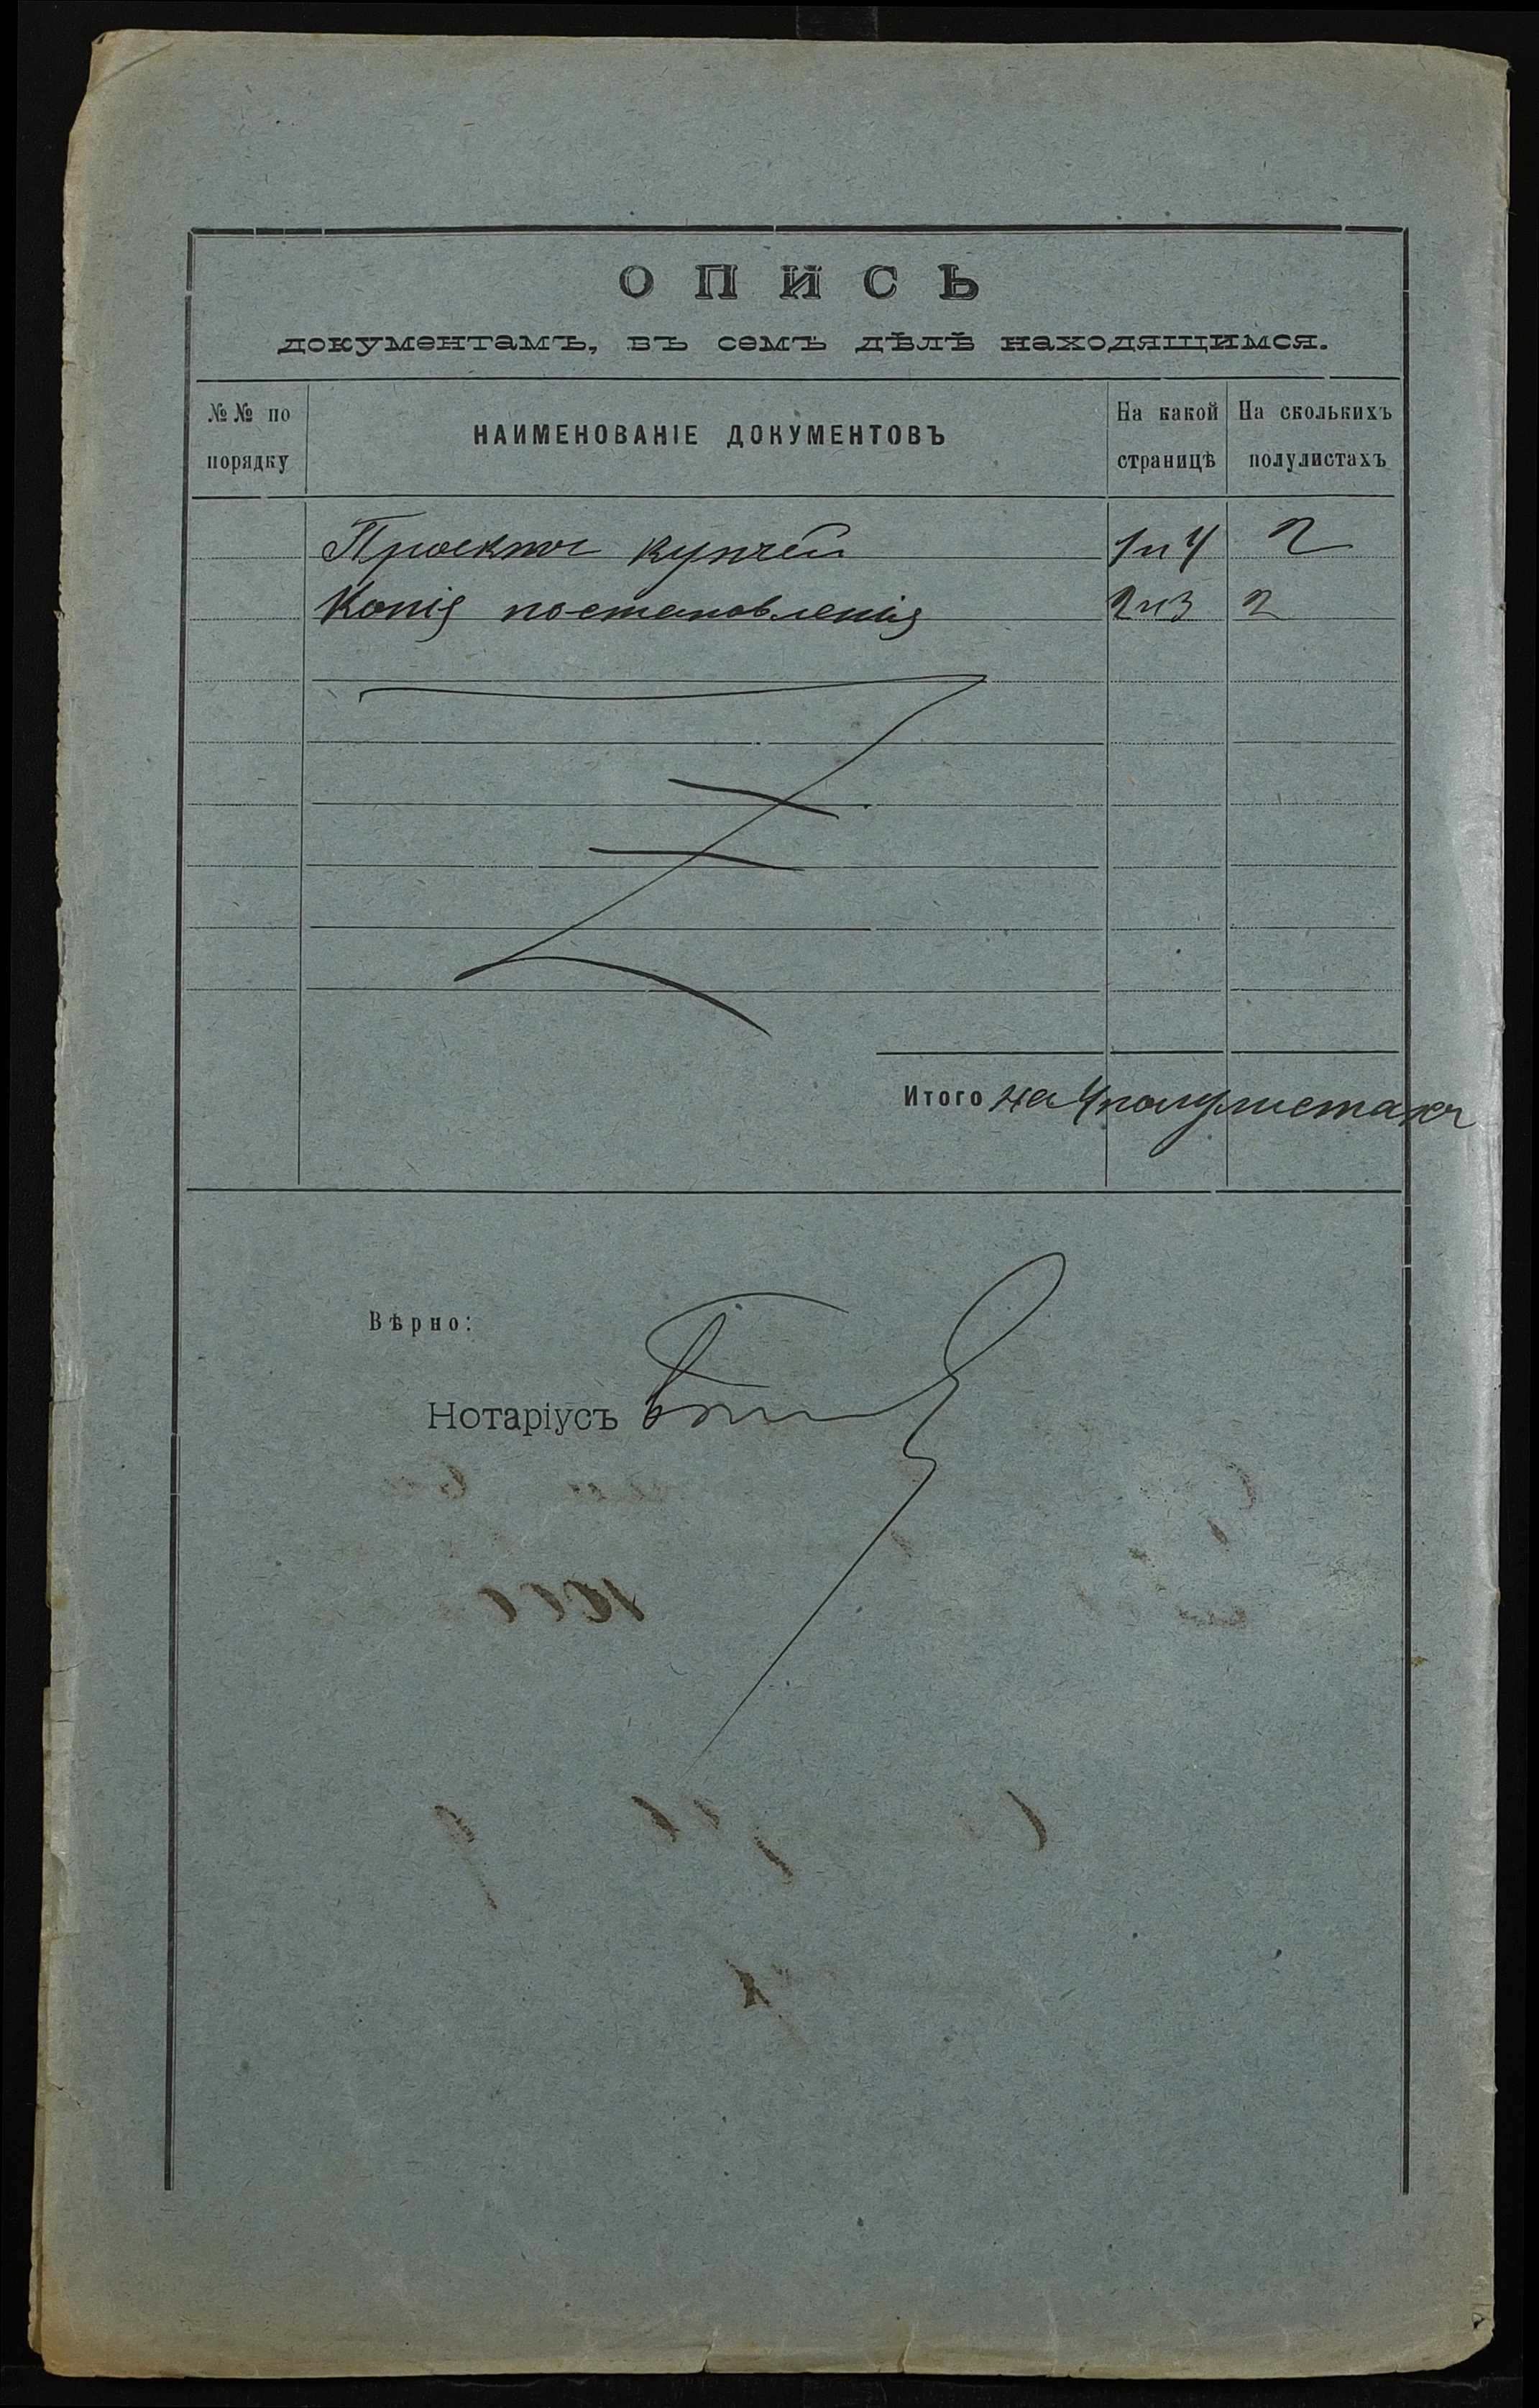 ОПИСЬ
документамъ, въ семъ дѣлѣ находящимся.
№№ по порядку
НАИМЕНОВАНІЕ ДОКУМЕНТОВЪ
На какой страницѣ
На сколькихъ полулистахъ
Проектъ купчей 1 и 4 2
Копія постановленія 2 и 3 2
Итого на 4 полулистахъ
Вѣрно:
Нотаріусъ